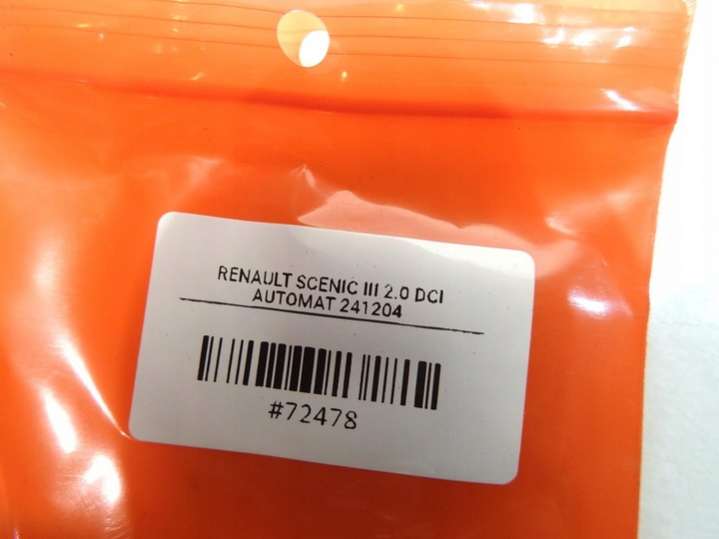 RENAULT SCENIC III 2.0 DCI
AUTOMAT 241204
#72478